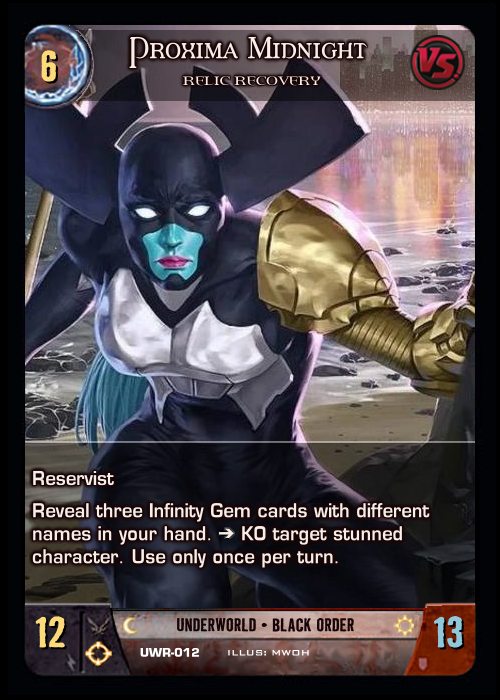 6
PROXIMA MIDNIGHT
VS
RELIC RECOVERY
Reservist
Reveal three Infinity Gem cards with different
names in your hand. ➔ KO target stunned
character. Use only once per turn.
12
UNDERWORLD • BLACK ORDER
13
UWR-012 ILLUS: MWOH